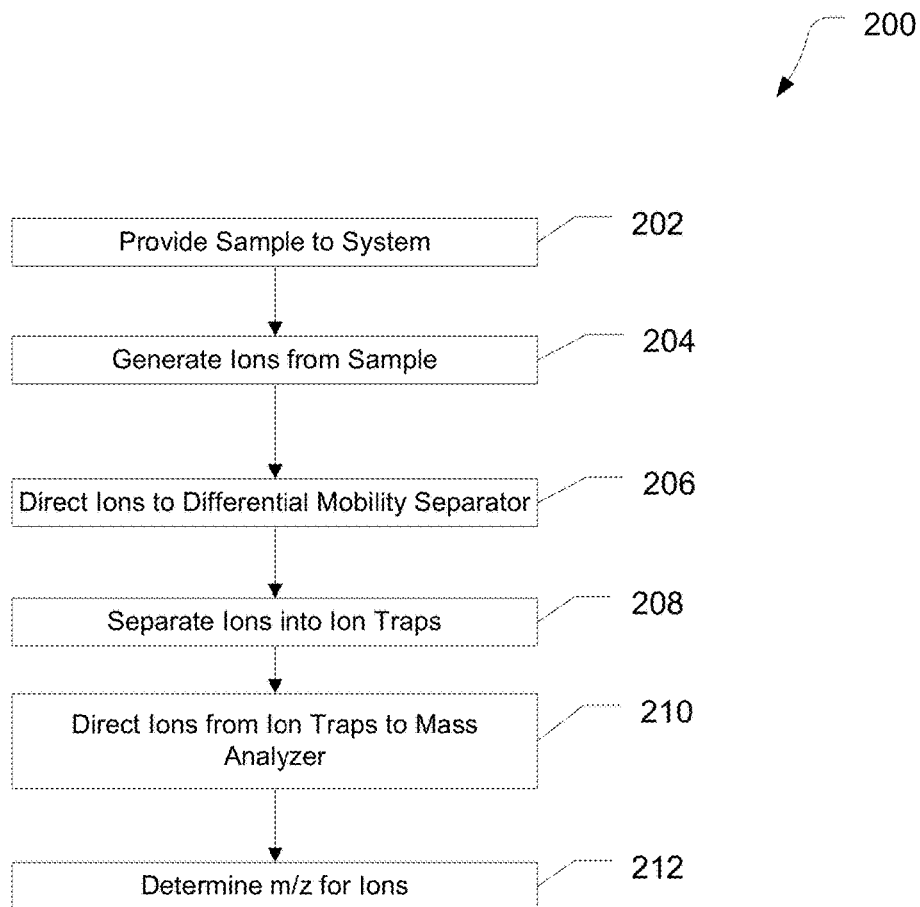 200
Provide Sample to System
202
Generate Ions from Sample
204
Direct Ions to Differential Mobility Separator
206
Separate Ions into Ion Traps
208
Direct Ions from Ion Traps to Mass
Analyzer
210
Determine m/z for Ions
212